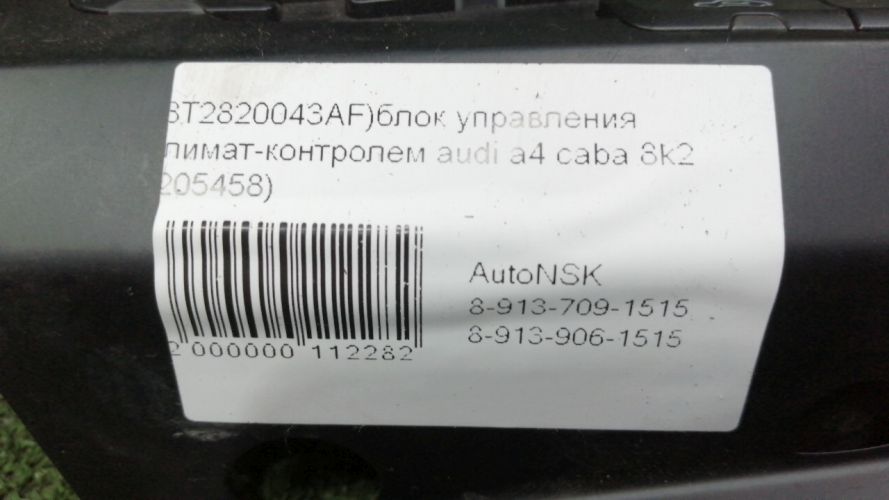 8T2820043AF)блок управления
лимат-контролем audi a4 caba 8k2
205458)
AutoNSK
8-913-709-1515
8-913-906-1515
2 000000 112282